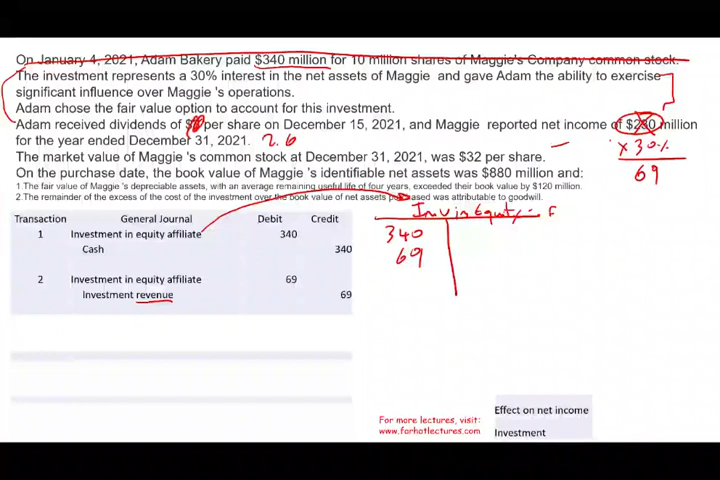 On January 4, 2021, Adam Bakery paid $340 million for 10 million shares of Maggie's Company common stock.
The investment represents a 30% interest in the net assets of Maggie and gave Adam the ability to exercise
significant influence over Maggie 's operations.
Adam chose the fair value option to account for this investment.
Adam received dividends of $ per share on December 15, 2021, and Maggie reported net income of $230 million
for the year ended December 31, 2021. 2.6
x 30%
69
The market value of Maggie 's common stock at December 31, 2021, was $32 per share.
On the purchase date, the book value of Maggie 's identifiable net assets was $880 million and:
1.The fair value of Maggie 's depreciable assets, with an average remaining useful life of four years, exceeded their book value by $120 million.
2.The remainder of the excess of the cost of the investment over the book value of net assets purchased was attributable to goodwill.
Transaction General Journal Debit Credit
1 Investment in equity affiliate 340
Cash 340
2 Investment in equity affiliate 69
Investment revenue 69
Inv in Equity
340
69
Effect on net income
Investment
For more lectures, visit:
www.farhatlectures.com